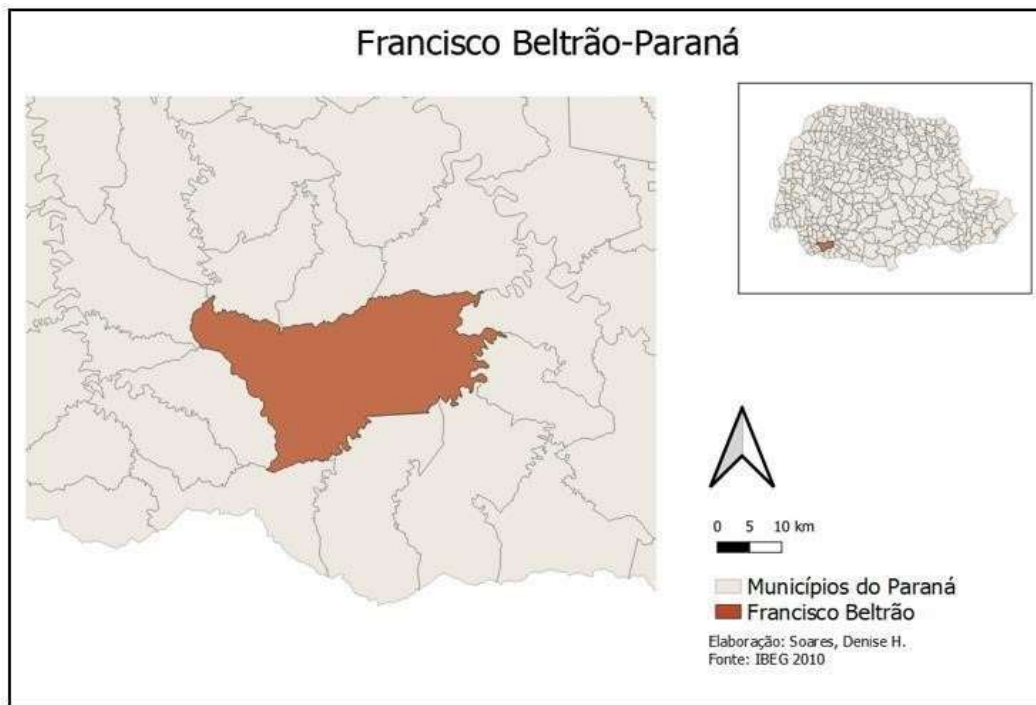 Francisco Beltrão-Paraná
0 5 10 km
Municípios do Paraná
Francisco Beltrão
Elaboração: Soares, Denise H.
Fonte: IBEG 2010